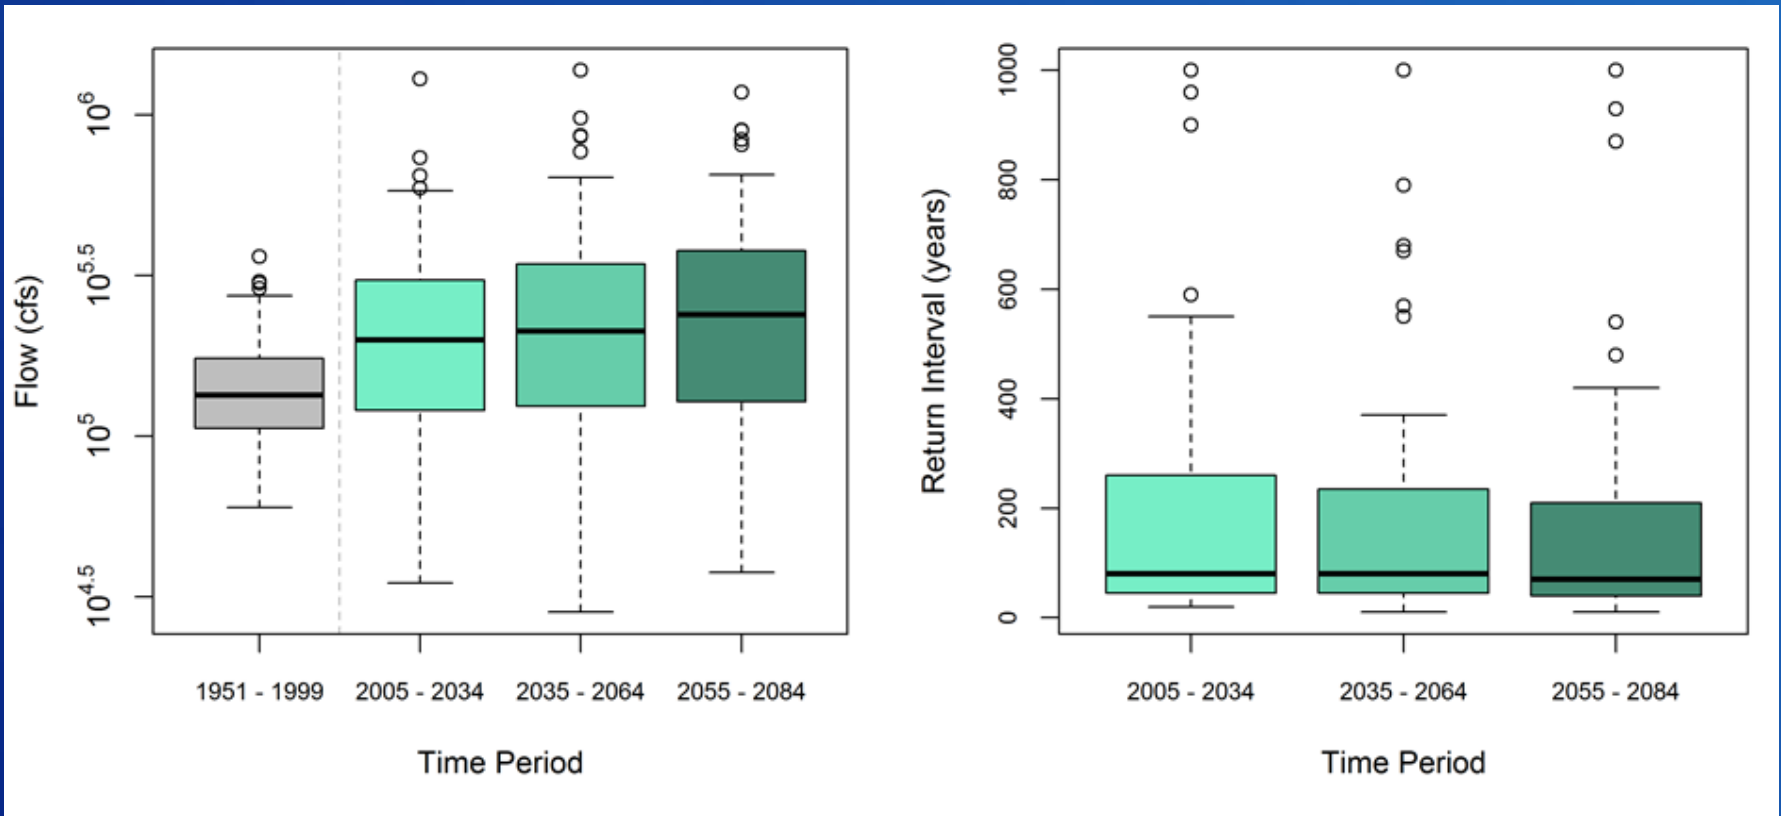 Flow (cfs)
10^6
10^5.5
10^5
10^4.5
1951 - 1999 2005 - 2034 2035 - 2064 2055 - 2084
Time Period
Return Interval (years)
1000
800
600
400
200
0
2005 - 2034 2035 - 2064 2055 - 2084
Time Period